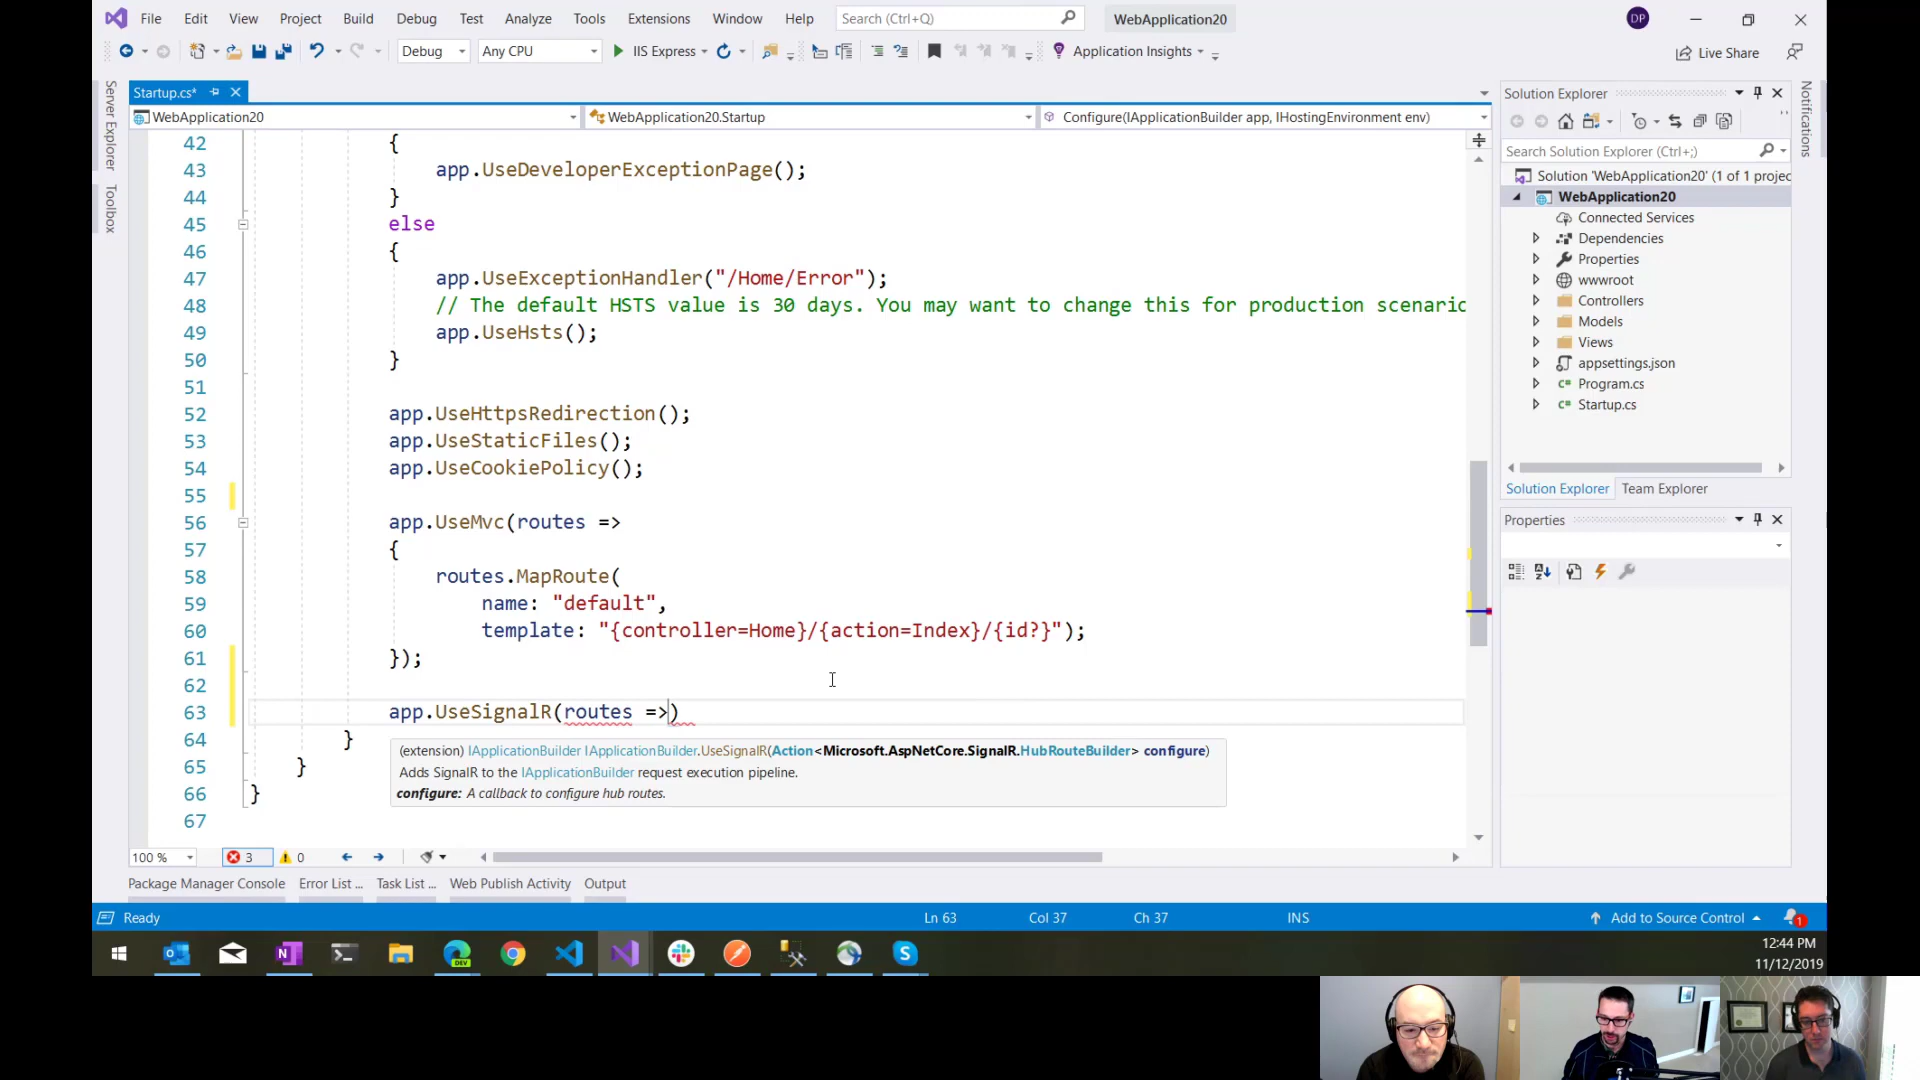 File Edit View Project Build Debug Test Analyze Tools Extensions Window Help Search (Ctrl+Q) WebApplication20 DP
Debug Any CPU IIS Express Application Insights Live Share
Server Explorer
Toolbox
Startup.cs*
WebApplication20 WebApplication20.Startup Configure(IApplicationBuilder app, IHostingEnvironment env)
42 {
43 app.UseDeveloperExceptionPage();
44 }
45 else
46 {
47 app.UseExceptionHandler("/Home/Error");
48 // The default HSTS value is 30 days. You may want to change this for production scenario
49 app.UseHsts();
50 }
51
52 app.UseHttpsRedirection();
53 app.UseStaticFiles();
54 app.UseCookiePolicy();
55
56 app.UseMvc(routes =>
57 {
58 routes.MapRoute(
59 name: "default",
60 template: "{controller=Home}/{action=Index}/{id?}");
61 });
62
63 app.UseSignalR(routes =>)
64 }
65 }
66 }
67
(extension) IApplicationBuilder IApplicationBuilder.UseSignalR(Action<Microsoft.AspNetCore.SignalR.HubRouteBuilder> configure)
Adds SignalR to the IApplicationBuilder request execution pipeline.
configure: A callback to configure hub routes.
100 % 3 0
Package Manager Console Error List ... Task List ... Web Publish Activity Output
Solution Explorer
Search Solution Explorer (Ctrl+;)
Solution 'WebApplication20' (1 of 1 projec
WebApplication20
Connected Services
Dependencies
Properties
wwwroot
Controllers
Models
Views
appsettings.json
Program.cs
Startup.cs
Solution Explorer Team Explorer
Properties
Notifications
Ready Ln 63 Col 37 Ch 37 INS Add to Source Control 1
12:44 PM
11/12/2019